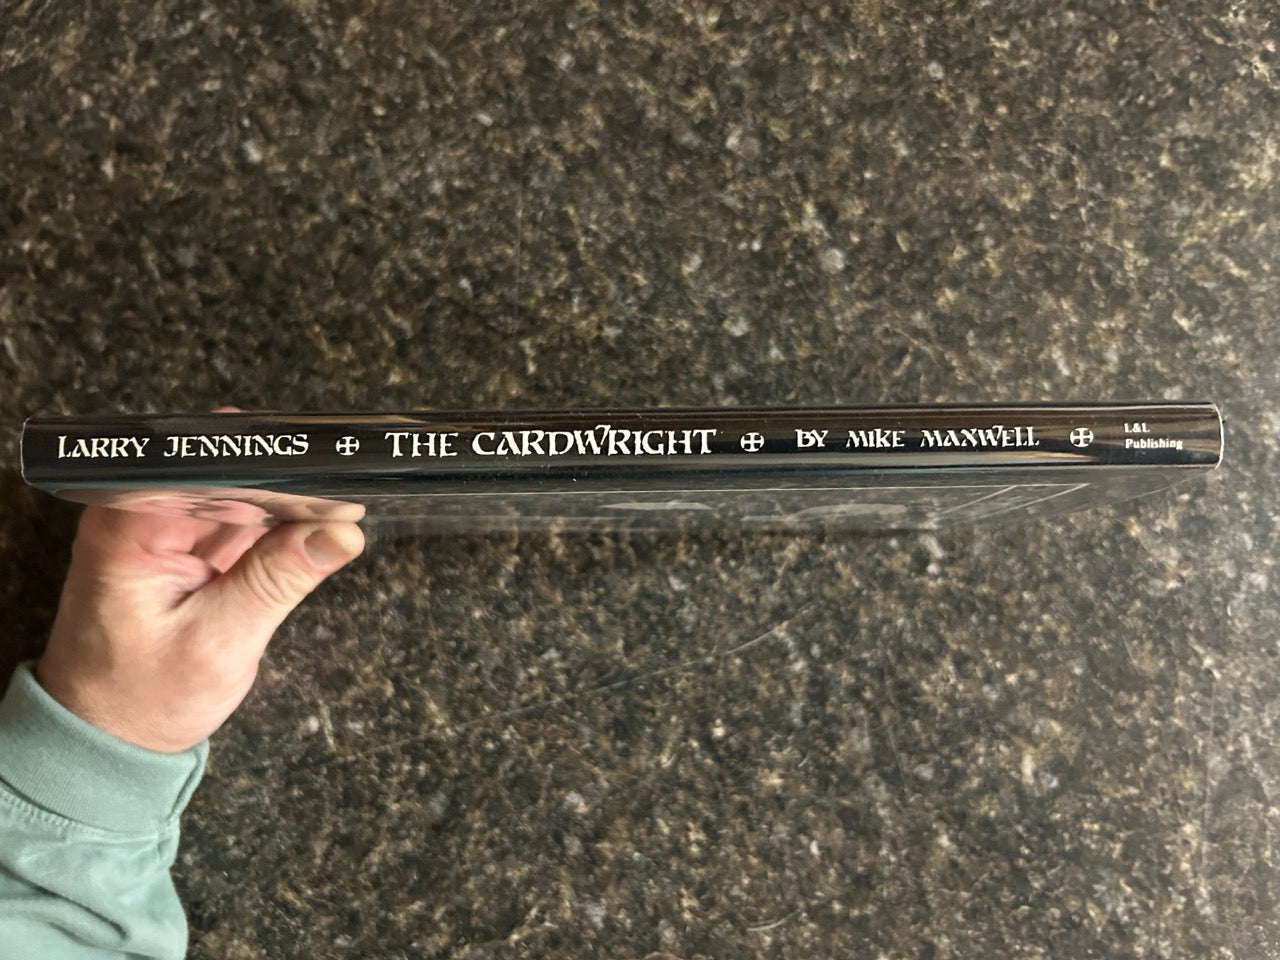 LARRY JENNINGS THE CARDWRIGHT BY MIKE MAXWELL
L&L
Publishing